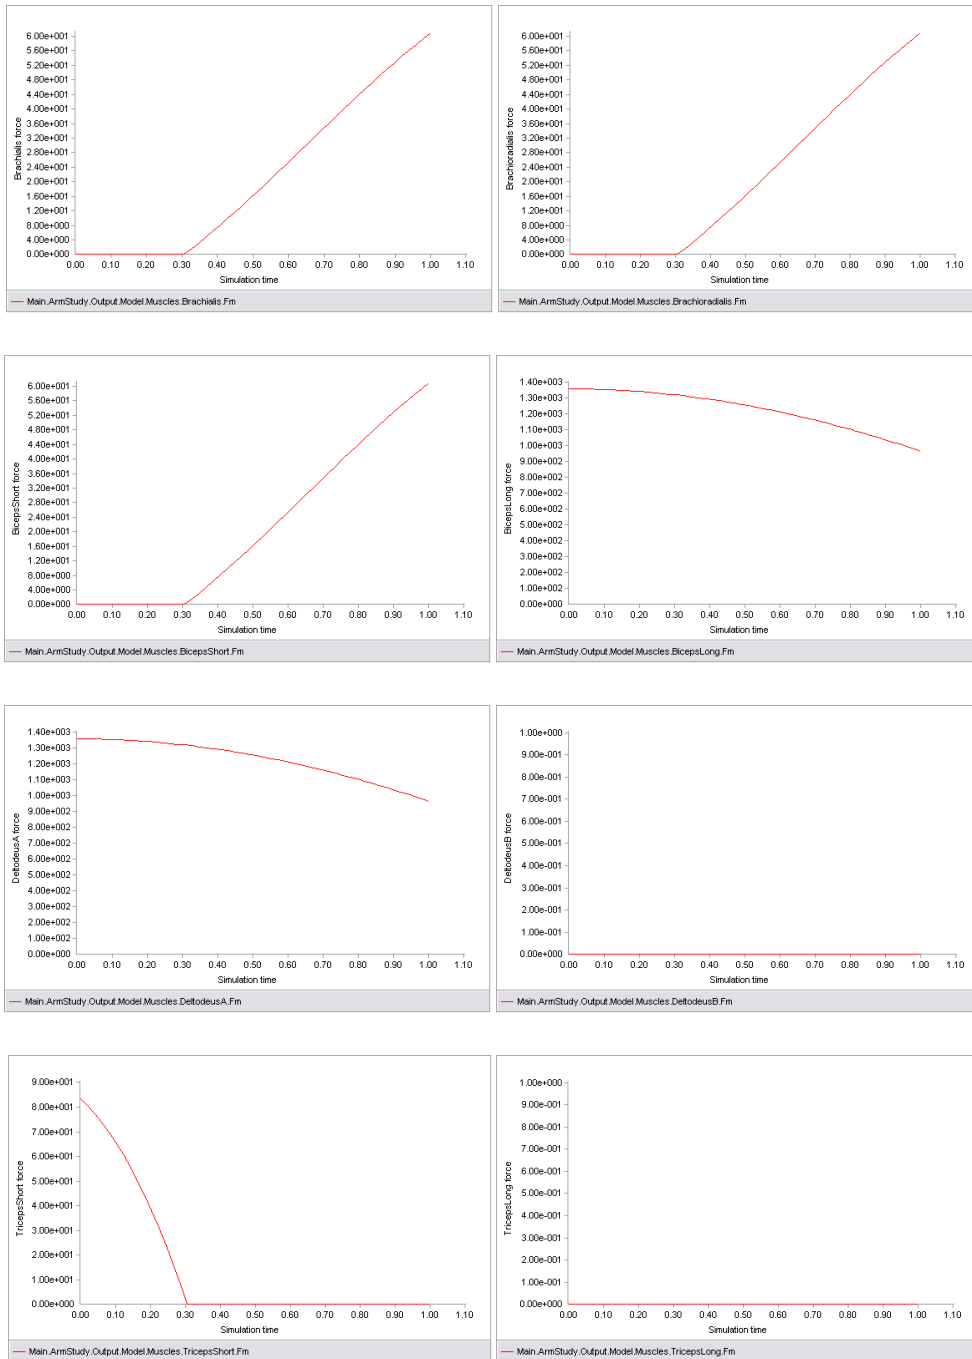 6.00e+001
5.60e+001
5.20e+001
4.80e+001
4.40e+001
4.00e+001
3.60e+001
3.20e+001
2.80e+001
2.40e+001
2.00e+001
1.60e+001
1.20e+001
8.00e+000
4.00e+000
0.00e+000
Brachialis force
0.00 0.10 0.20 0.30 0.40 0.50 0.60 0.70 0.80 0.90 1.00 1.10
Simulation time
Main.ArmStudy.Output.Model.Muscles.Brachialis.Fm
6.00e+001
5.60e+001
5.20e+001
4.80e+001
4.40e+001
4.00e+001
3.60e+001
3.20e+001
2.80e+001
2.40e+001
2.00e+001
1.60e+001
1.20e+001
8.00e+000
4.00e+000
0.00e+000
Brachioradialis force
0.00 0.10 0.20 0.30 0.40 0.50 0.60 0.70 0.80 0.90 1.00 1.10
Simulation time
Main.ArmStudy.Output.Model.Muscles.Brachioradialis.Fm
6.00e+001
5.60e+001
5.20e+001
4.80e+001
4.40e+001
4.00e+001
3.60e+001
3.20e+001
2.80e+001
2.40e+001
2.00e+001
1.60e+001
1.20e+001
8.00e+000
4.00e+000
0.00e+000
BicepsShort force
0.00 0.10 0.20 0.30 0.40 0.50 0.60 0.70 0.80 0.90 1.00 1.10
Simulation time
Main.ArmStudy.Output.Model.Muscles.BicepsShort.Fm
1.40e+003
1.30e+003
1.20e+003
1.10e+003
1.00e+003
9.00e+002
8.00e+002
7.00e+002
6.00e+002
5.00e+002
4.00e+002
3.00e+002
2.00e+002
1.00e+002
0.00e+000
BicepsLong force
0.00 0.10 0.20 0.30 0.40 0.50 0.60 0.70 0.80 0.90 1.00 1.10
Simulation time
Main.ArmStudy.Output.Model.Muscles.BicepsLong.Fm
1.40e+003
1.30e+003
1.20e+003
1.10e+003
1.00e+003
9.00e+002
8.00e+002
7.00e+002
6.00e+002
5.00e+002
4.00e+002
3.00e+002
2.00e+002
1.00e+002
0.00e+000
DeltodeusA force
0.00 0.10 0.20 0.30 0.40 0.50 0.60 0.70 0.80 0.90 1.00 1.10
Simulation time
Main.ArmStudy.Output.Model.Muscles.DeltodeusA.Fm
1.00e+000
9.00e-001
8.00e-001
7.00e-001
6.00e-001
5.00e-001
4.00e-001
3.00e-001
2.00e-001
1.00e-001
0.00e+000
DeltodeusB force
0.00 0.10 0.20 0.30 0.40 0.50 0.60 0.70 0.80 0.90 1.00 1.10
Simulation time
Main.ArmStudy.Output.Model.Muscles.DeltodeusB.Fm
9.00e+001
8.00e+001
7.00e+001
6.00e+001
5.00e+001
4.00e+001
3.00e+001
2.00e+001
1.00e+001
0.00e+000
TricepsShort force
0.00 0.10 0.20 0.30 0.40 0.50 0.60 0.70 0.80 0.90 1.00 1.10
Simulation time
Main.ArmStudy.Output.Model.Muscles.TricepsShort.Fm
1.00e+000
9.00e-001
8.00e-001
7.00e-001
6.00e-001
5.00e-001
4.00e-001
3.00e-001
2.00e-001
1.00e-001
0.00e+000
TricepsLong force
0.00 0.10 0.20 0.30 0.40 0.50 0.60 0.70 0.80 0.90 1.00 1.10
Simulation time
Main.ArmStudy.Output.Model.Muscles.TricepsLong.Fm